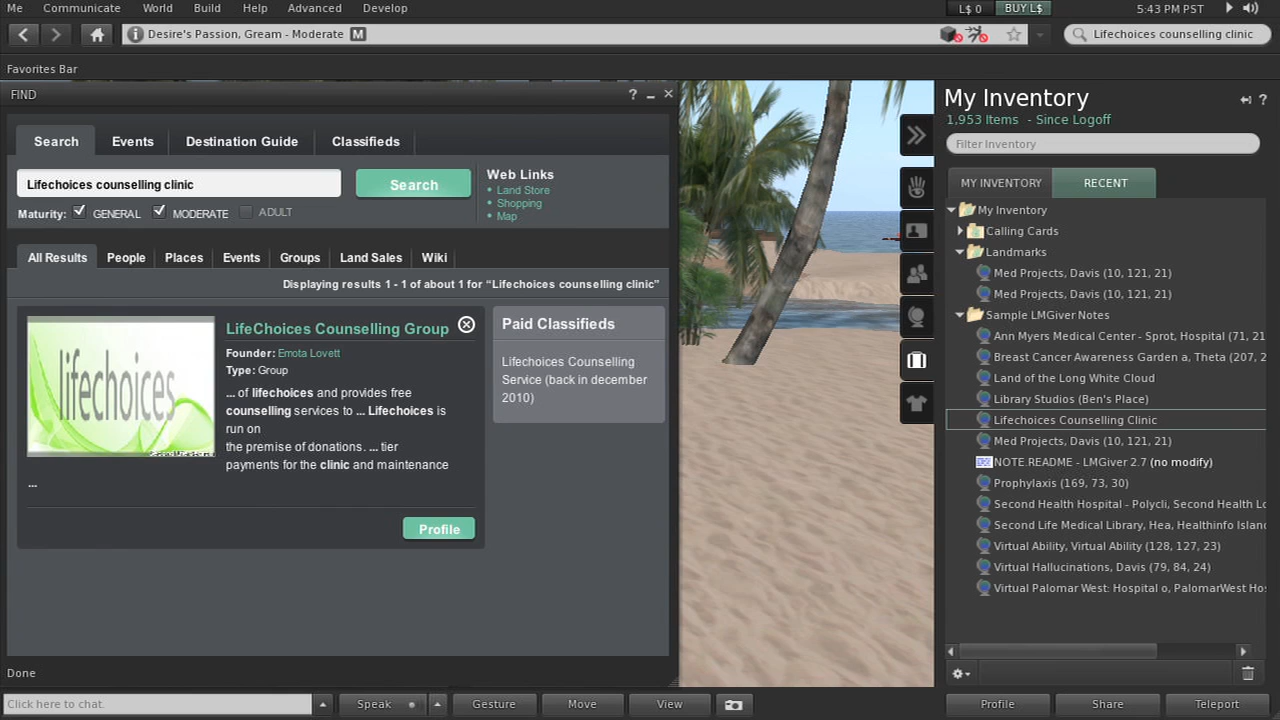 Me Communicate World Build Help Advanced Develop L$ 0 BUY L$ 5:43 PM PST
Desire's Passion, Gream - Moderate M Lifechoices counselling clinic
Favorites Bar
FIND ?
Search Events Destination Guide Classifieds
Lifechoices counselling clinic Search
Maturity: GENERAL MODERATE ADULT
Web Links
• Land Store
• Shopping
• Map
All Results People Places Events Groups Land Sales Wiki
Displaying results 1 - 1 of about 1 for “Lifechoices counselling clinic”
lifechoices
LifeChoices Counselling Group
Founder: Emota Lovett
Type: Group
... of lifechoices and provides free
counselling services to ... Lifechoices is
run on
the premise of donations. ... tier
payments for the clinic and maintenance
...
Profile
Paid Classifieds
Lifechoices Counselling
Service (back in december
2010)
Done
My Inventory ?
1,953 Items - Since Logoff
Filter Inventory
MY INVENTORY RECENT
My Inventory
Calling Cards
Landmarks
Med Projects, Davis (10, 121, 21)
Med Projects, Davis (10, 121, 21)
Sample LMGiver Notes
Ann Myers Medical Center - Sprot, Hospital (71, 21
Breast Cancer Awareness Garden a, Theta (207, 2
Land of the Long White Cloud
Library Studios (Ben's Place)
Lifechoices Counselling Clinic
Med Projects, Davis (10, 121, 21)
NOTE.README - LMGiver 2.7 (no modify)
Prophylaxis (169, 73, 30)
Second Health Hospital - Polycli, Second Health Lo
Second Life Medical Library, Hea, Healthinfo Island
Virtual Ability, Virtual Ability (128, 127, 23)
Virtual Hallucinations, Davis (79, 84, 24)
Virtual Palomar West: Hospital o, PalomarWest Hos
Click here to chat. Speak Gesture Move View Profile Share Teleport